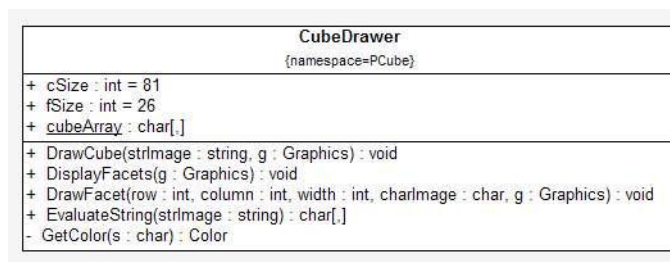 CubeDrawer
{namespace=PCube}
+ cSize : int = 81
+ fSize : int = 26
+ cubeArray : char[,]
+ DrawCube(strImage : string, g : Graphics) : void
+ DisplayFacets(g : Graphics) : void
+ DrawFacet(row : int, column : int, width : int, charImage : char, g : Graphics) : void
+ EvaluateString(strImage : string) : char[,]
- GetColor(s : char) : Color